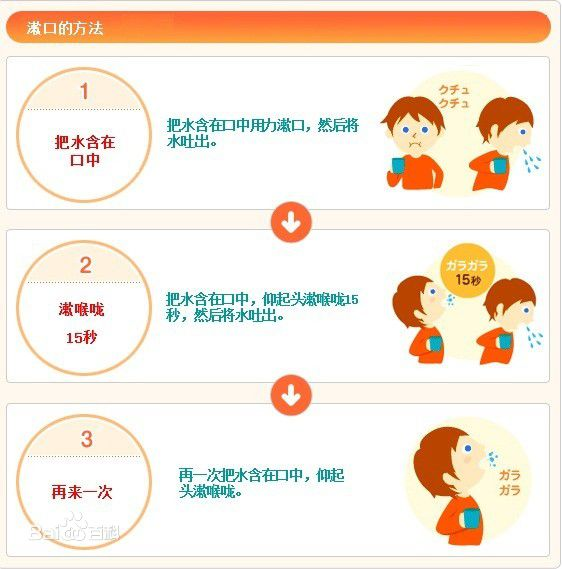 漱口的方法
1
把水含在
口中
把水含在口中用力漱口，然后将
水吐出。
クチュ
クチュ
2
漱喉咙
15秒
把水含在口中，仰起头漱喉咙15
秒，然后将水吐出。
ガラガラ
15秒
3
再来一次
再一次把水含在口中，仰起
头漱喉咙。
ガラ
ガラ
Bai百科